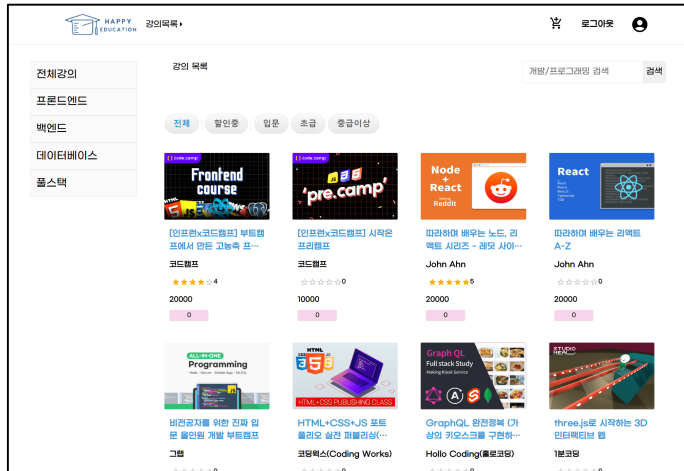 HAPPY
EDUCATION
강의목록
로그아웃
전체강의
프론드엔드
백엔드
데이터베이스
풀스택
강의 목록
개발/프로그래밍 검색
검색
전체
할인중
입문
초급
중급이상
{ } code.camp
Frontend
course
HTML
JS
{ } code.camp
JS
'pre.camp'
Node
+
React
Reddit
React
[인프런x코드캠프] 부트캠
프에서 만든 고농축 프…
코드캠프
★★★★☆4
20000
0
[인프런x코드캠프] 시작은
프리캠프
코드캠프
☆☆☆☆☆0
10000
0
따라하며 배우는 노드, 리
액트 시리즈 - 레딧 사이…
John Ahn
★★★★★5
20000
0
따라하며 배우는 리액트
A-Z
John Ahn
☆☆☆☆☆0
20000
0
ALL-IN-ONE
Programming
JS
HTML
3 5 9
HTML+CSS PUBLISHING CLASS
Graph QL
Full stack Study
Making Kiosk Service
STUDIO
REAL
비전공자를 위한 진짜 입
문 올인원 개발 부트캠프
그랩
HTML+CSS+JS 포트
폴리오 실전 퍼블리싱(…
코딩웍스(Coding Works)
GraphQL 완전정복 (가
상의 키오스크를 구현하…
Hollo Coding(홀로코딩)
three.js로 시작하는 3D
인터랙티브 웹
1분코딩